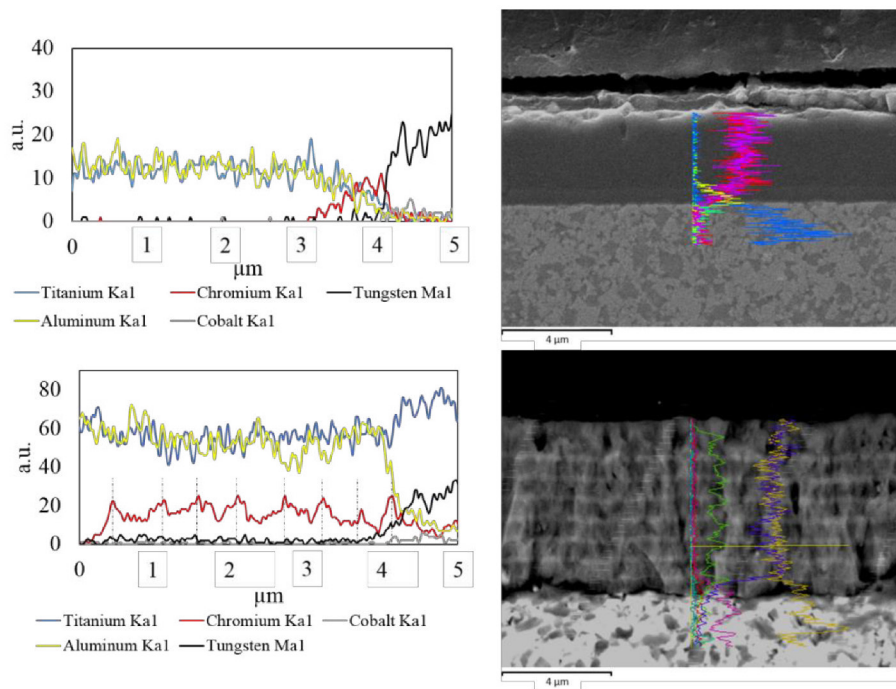 40
30
20
10
0
a.u.
0 1 2 3 4 5
μm
Titanium Ka1 Chromium Ka1 Tungsten Ma1
Aluminum Ka1 Cobalt Ka1
4 μm
80
60
40
20
0
a.u.
0 1 2 3 4 5
μm
Titanium Ka1 Chromium Ka1 Cobalt Ka1
Aluminum Ka1 Tungsten Ma1
4 μm